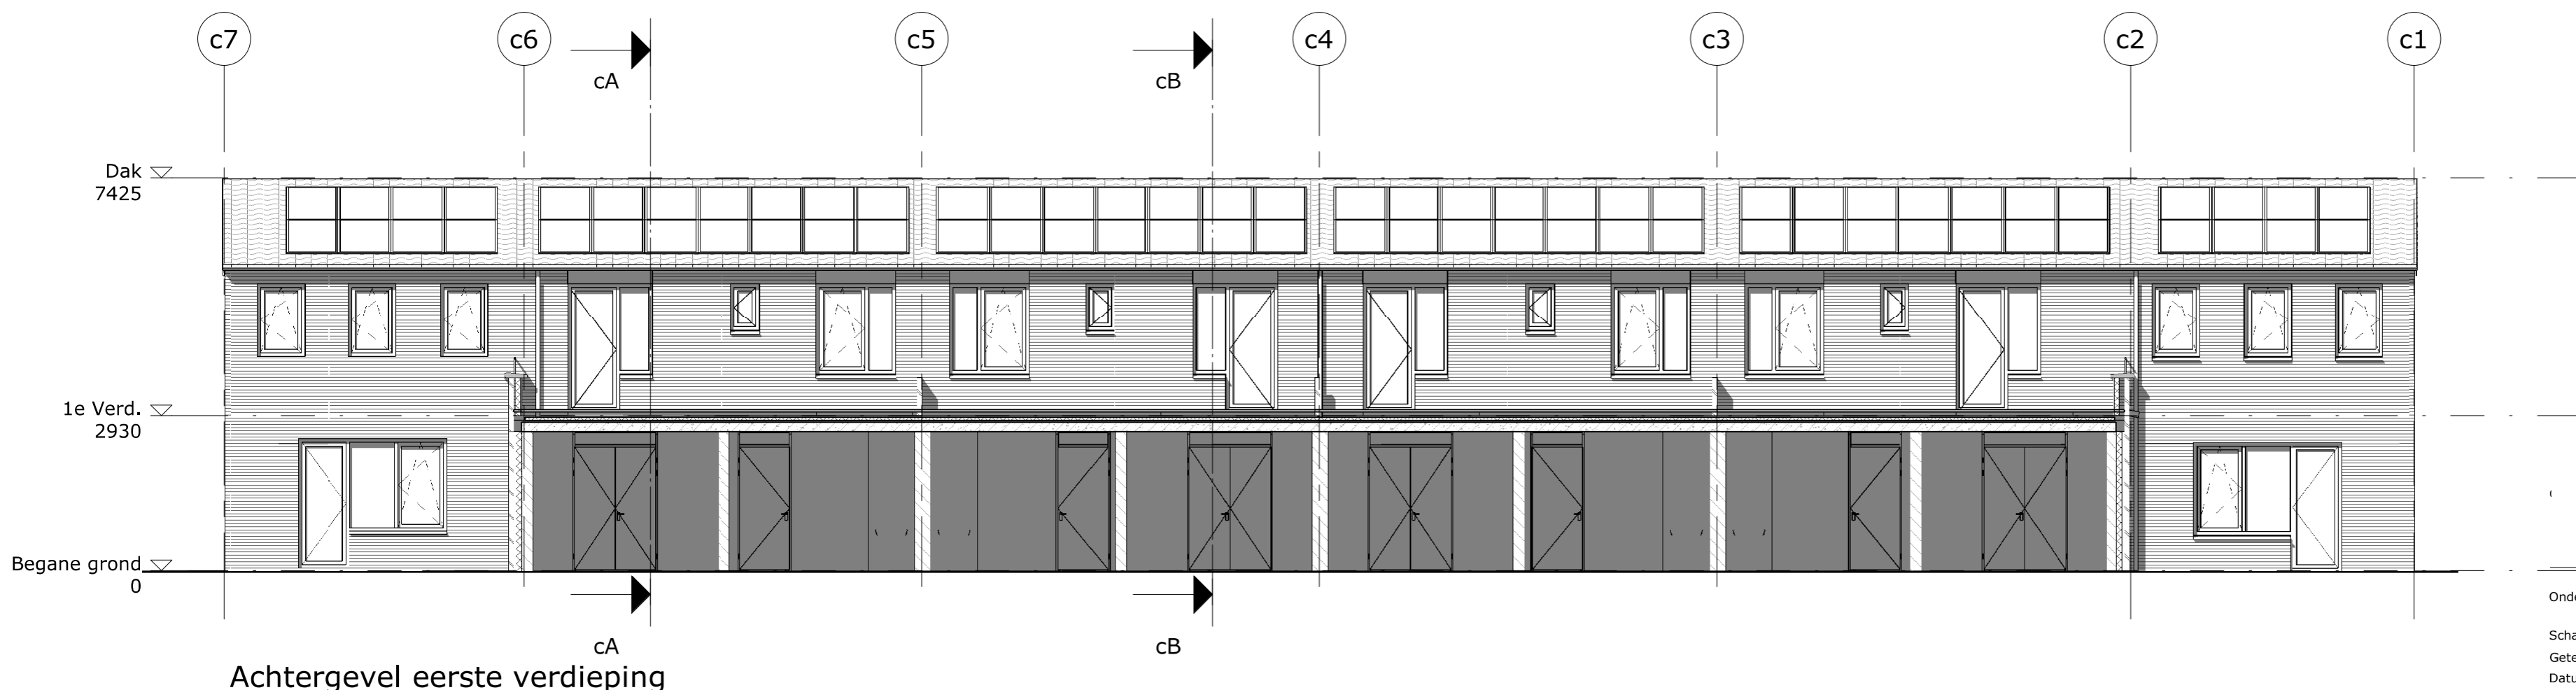 c7 c6 c5 c4 c3 c2 c1
cA cB
Dak
7425
1e Verd.
2930
Begane grond
0
cA cB
Achtergevel eerste verdieping